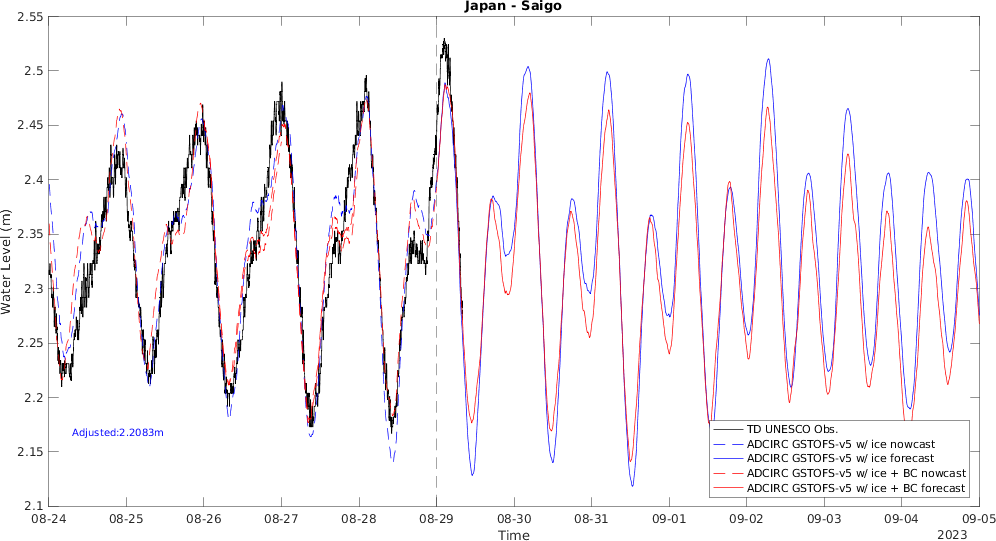 Japan - Saigo
2.55
2.5
2.45
2.4
2.35
2.3
2.25
2.2
2.15
2.1
Water Level (m)
Adjusted:2.2083m
TD UNESCO Obs.
ADCIRC GSTOFS-v5 w/ ice nowcast
ADCIRC GSTOFS-v5 w/ ice forecast
ADCIRC GSTOFS-v5 w/ ice + BC nowcast
ADCIRC GSTOFS-v5 w/ ice + BC forecast
08-24 08-25 08-26 08-27 08-28 08-29 08-30 08-31 09-01 09-02 09-03 09-04 09-05
Time
2023